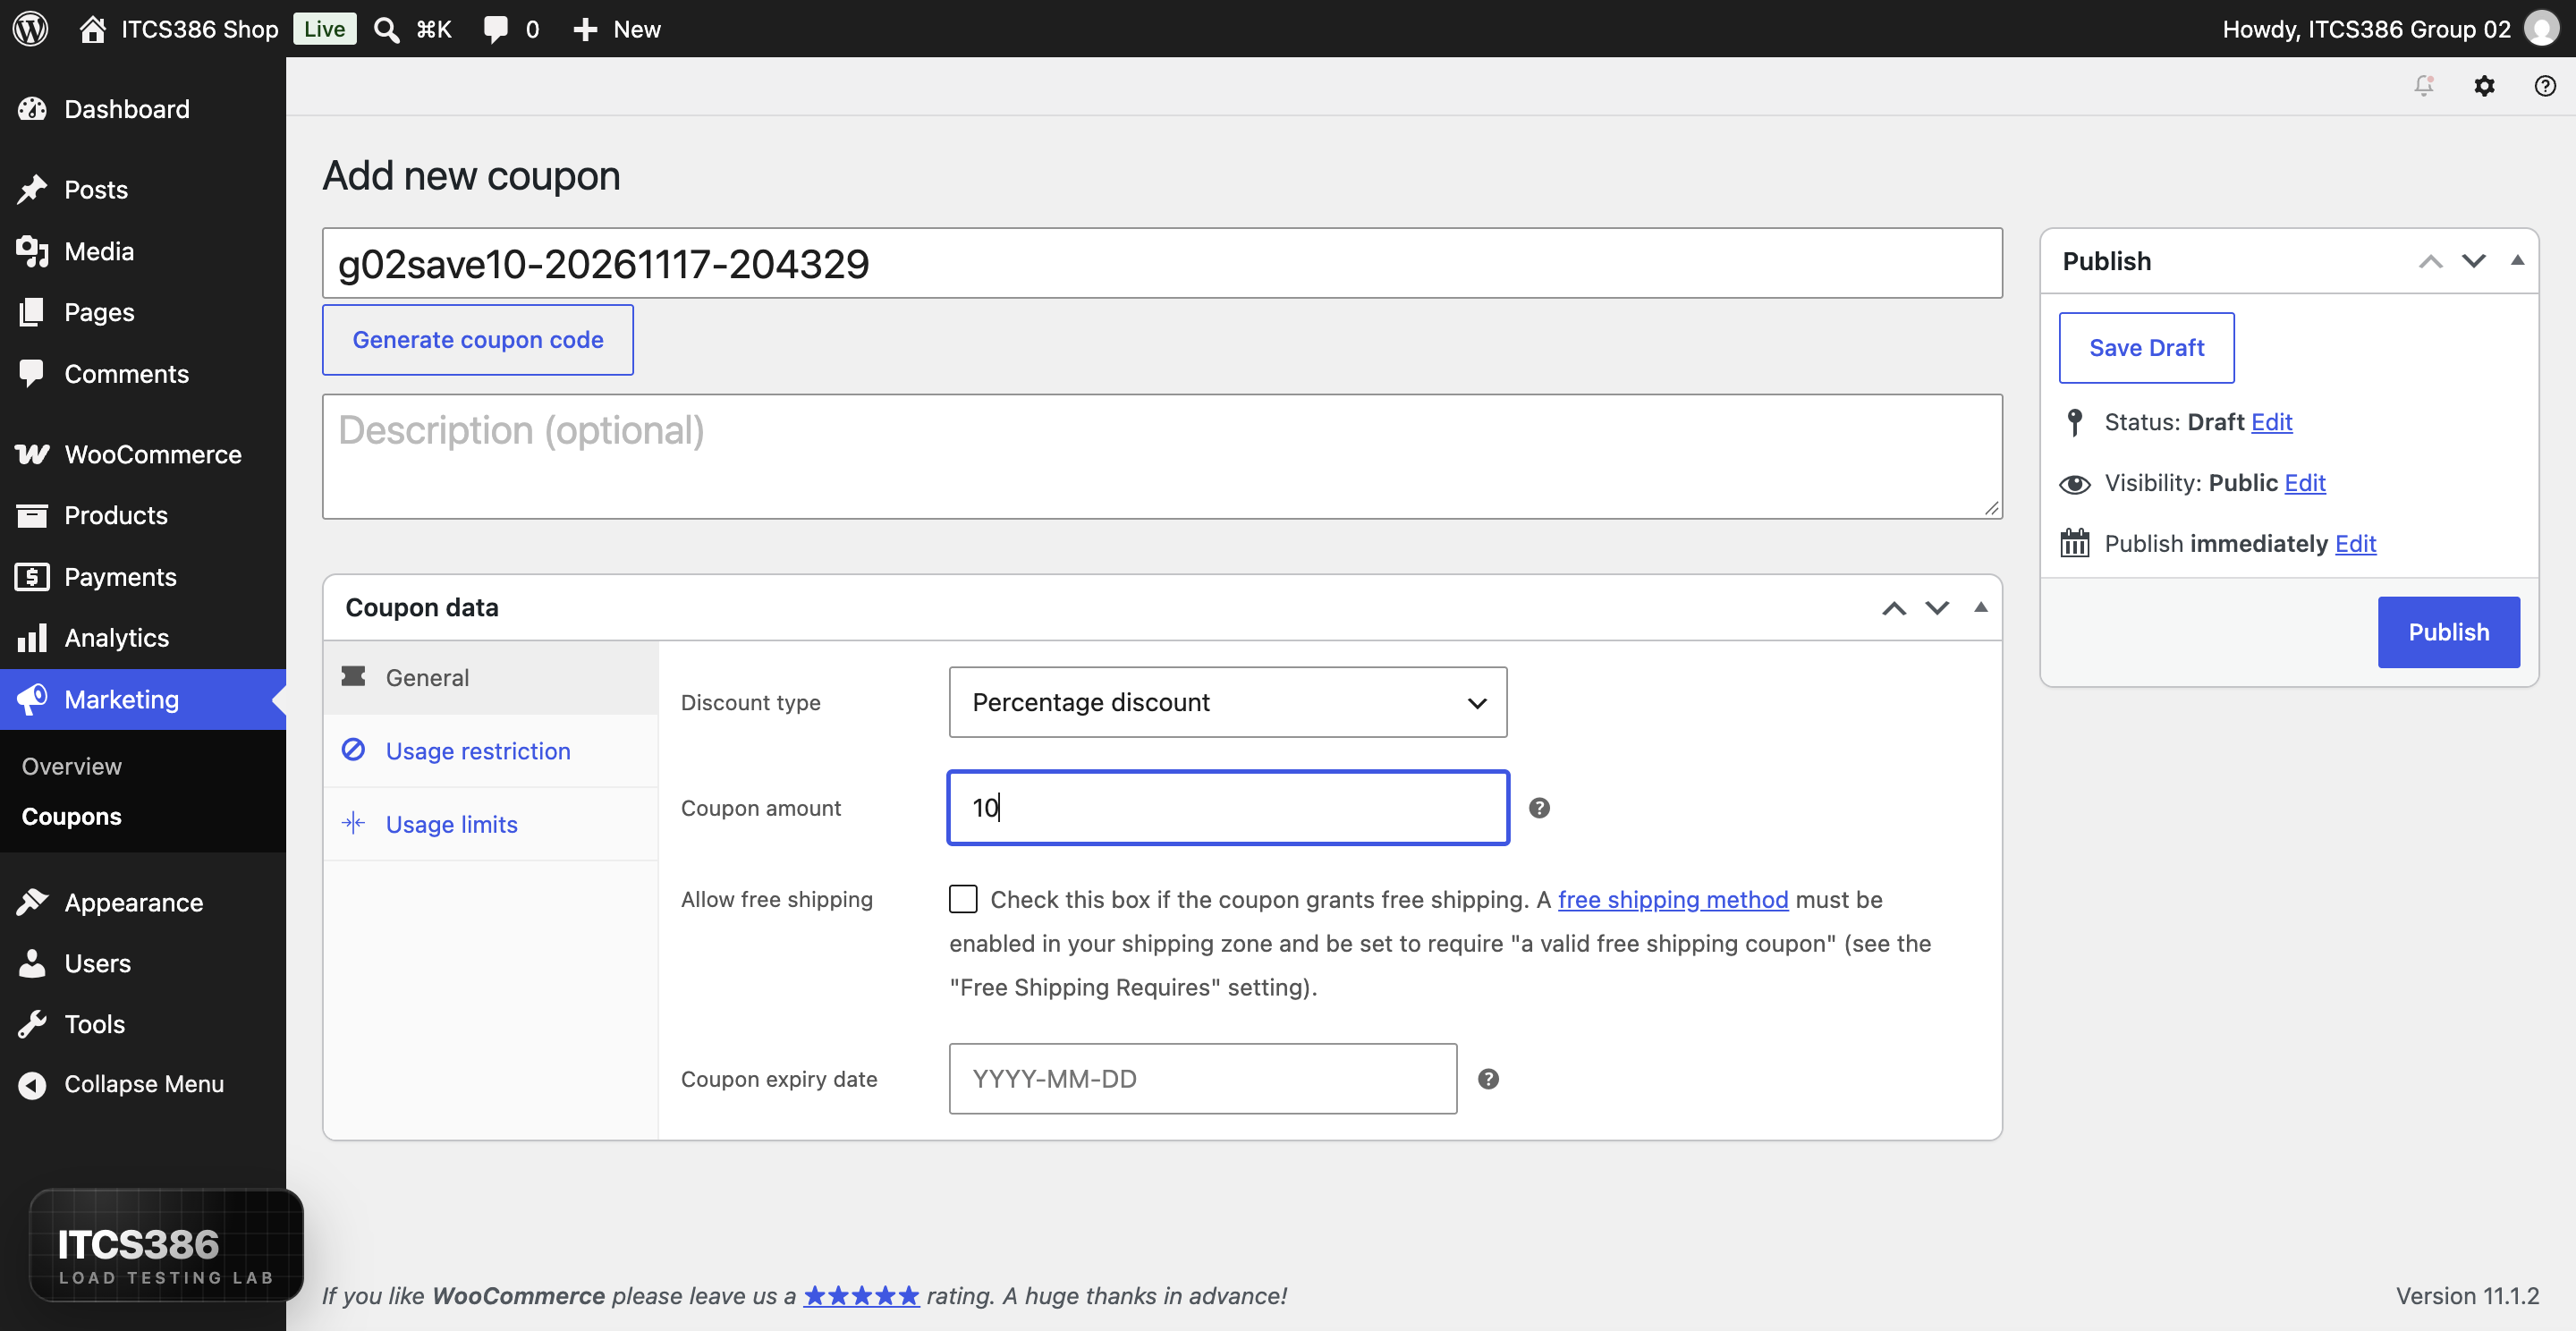 ITCS386 Shop Live ⌘K 0 New
Howdy, ITCS386 Group 02
Dashboard
Posts
Media
Pages
Comments
WooCommerce
Products
Payments
Analytics
Marketing
Overview
Coupons
Appearance
Users
Tools
Collapse Menu
ITCS386
LOAD TESTING LAB
Add new coupon
g02save10-20261117-204329
Generate coupon code
Description (optional)
Coupon data
General
Usage restriction
Usage limits
Discount type
Percentage discount
Coupon amount
10
Allow free shipping
Check this box if the coupon grants free shipping. A free shipping method must be
enabled in your shipping zone and be set to require "a valid free shipping coupon" (see the
"Free Shipping Requires" setting).
Coupon expiry date
YYYY-MM-DD
Publish
Save Draft
Status: Draft Edit
Visibility: Public Edit
Publish immediately Edit
Publish
If you like WooCommerce please leave us a ★★★★★ rating. A huge thanks in advance!
Version 11.1.2